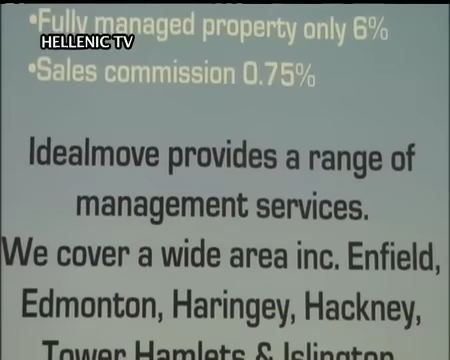 •Fully managed property only 6%
HELLENIC TV
•Sales commission 0.75%
Idealmove provides a range of
management services.
We cover a wide area inc. Enfield,
Edmonton, Haringey, Hackney,
Tower Hamlets & Islington